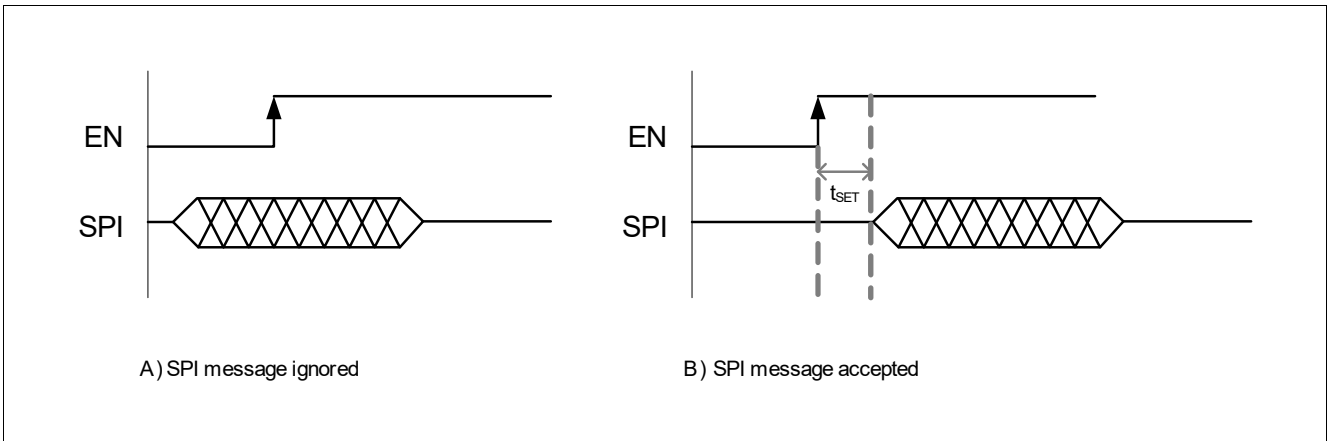 EN
SPI
A) SPI message ignored
EN
tSET
SPI
B) SPI message accepted